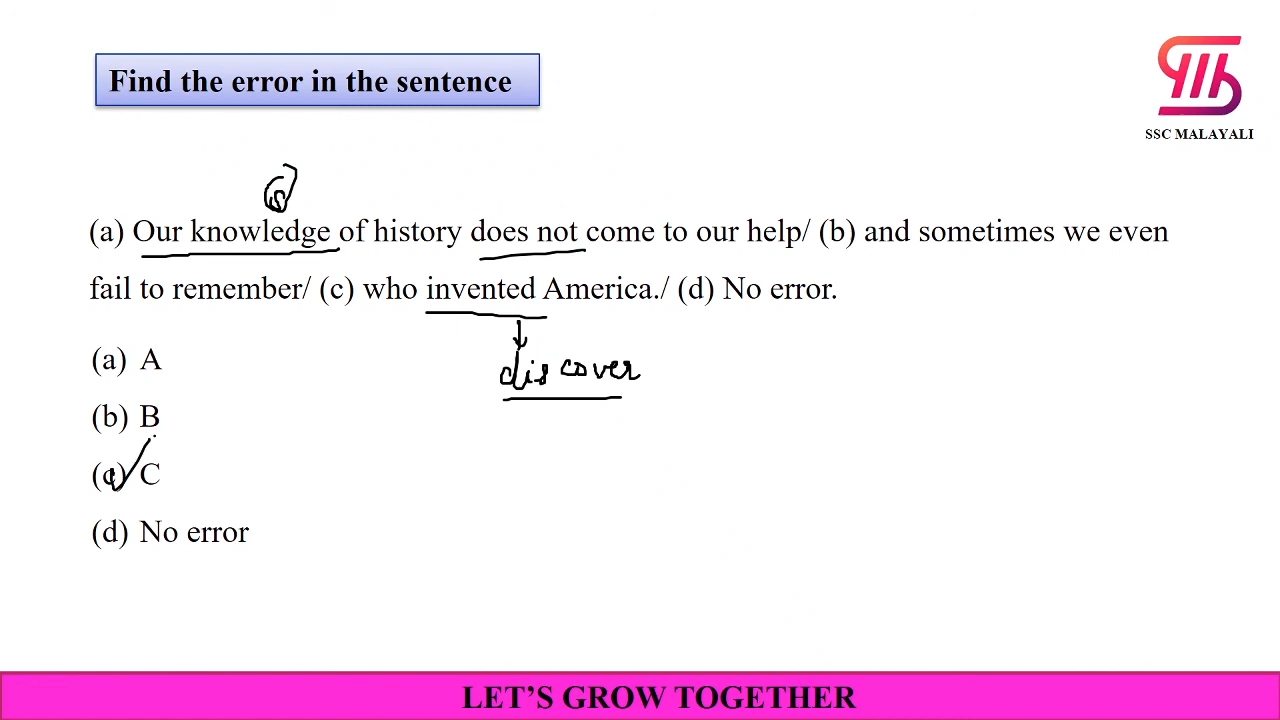 Find the error in the sentence
SSC MALAYALI
(a) Our knowledge of history does not come to our help/ (b) and sometimes we even
fail to remember/ (c) who invented America./ (d) No error.
discover
(a) A
(b) B
(c) C
(d) No error
LET’S GROW TOGETHER